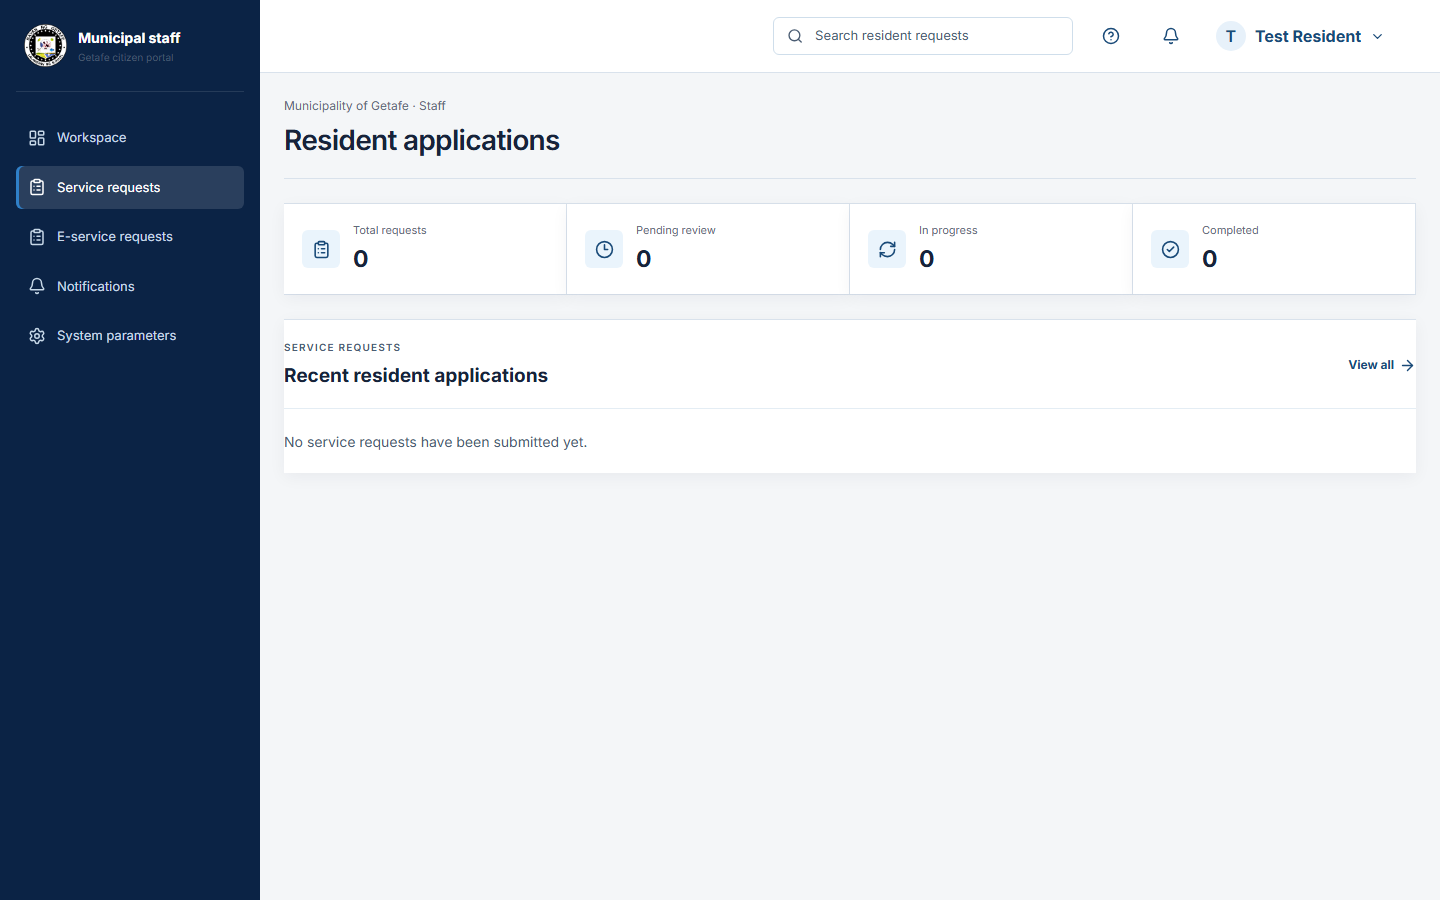 Municipal staff
Getafe citizen portal
Workspace
Service requests
E-service requests
Notifications
System parameters
Search resident requests
T
Test Resident
Municipality of Getafe · Staff
Resident applications
Total requests
0
Pending review
0
In progress
0
Completed
0
SERVICE REQUESTS
Recent resident applications
View all
No service requests have been submitted yet.